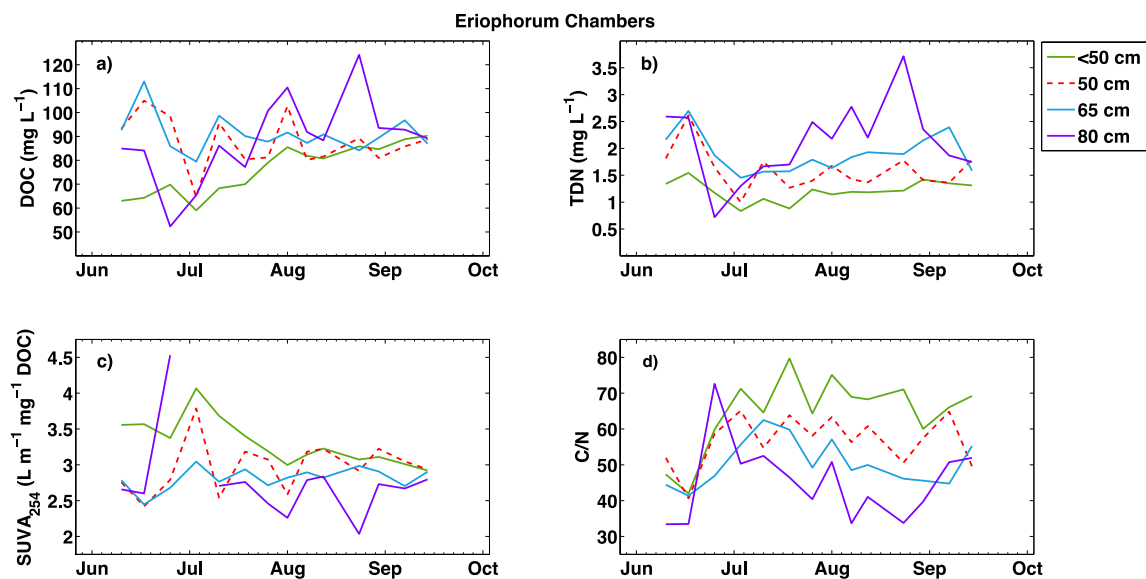 Eriophorum Chambers
a)
DOC (mg L⁻¹)
120
110
100
90
80
70
60
50
Jun Jul Aug Sep Oct
b)
TDN (mg L⁻¹)
3.5
3
2.5
2
1.5
1
0.5
Jun Jul Aug Sep Oct
<50 cm
50 cm
65 cm
80 cm
c)
SUVA₂₅₄ (L m⁻¹ mg⁻¹ DOC)
4.5
4
3.5
3
2.5
2
Jun Jul Aug Sep Oct
d)
C/N
80
70
60
50
40
30
Jun Jul Aug Sep Oct